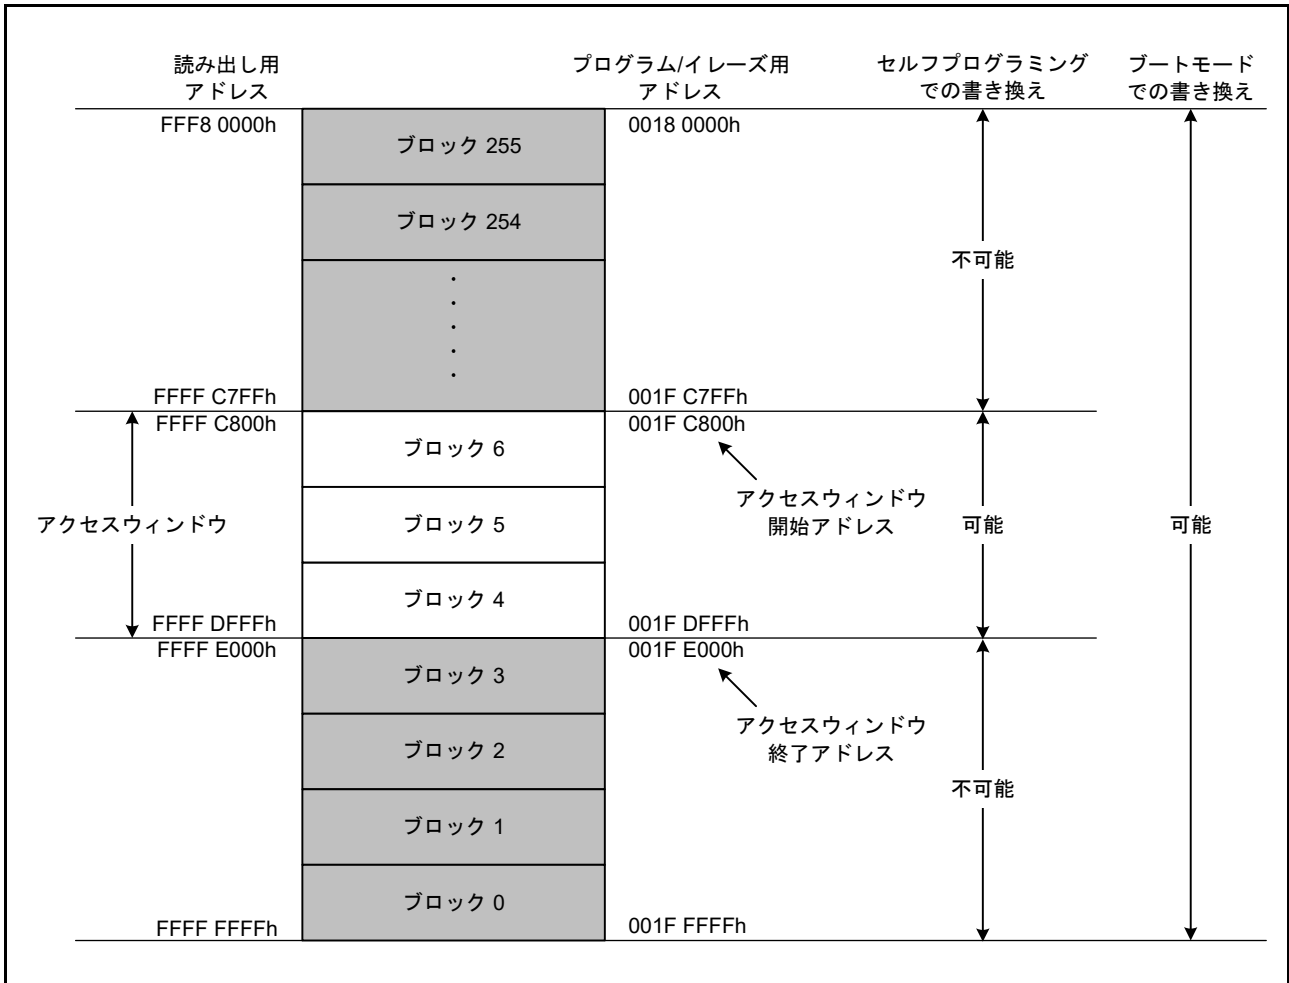 読み出し用
アドレス
プログラム/イレーズ用
アドレス
セルフプログラミング
での書き換え
ブートモード
での書き換え
FFF8 0000h
ブロック 255
0018 0000h
ブロック 254
不可能
・
・
・
・
・
FFFF C7FFh
001F C7FFh
FFFF C800h
001F C800h
ブロック 6
アクセスウィンドウ
開始アドレス
アクセスウィンドウ
ブロック 5
可能
可能
ブロック 4
FFFF DFFFh
001F DFFFh
FFFF E000h
001F E000h
ブロック 3
アクセスウィンドウ
終了アドレス
ブロック 2
不可能
ブロック 1
ブロック 0
FFFF FFFFh
001F FFFFh